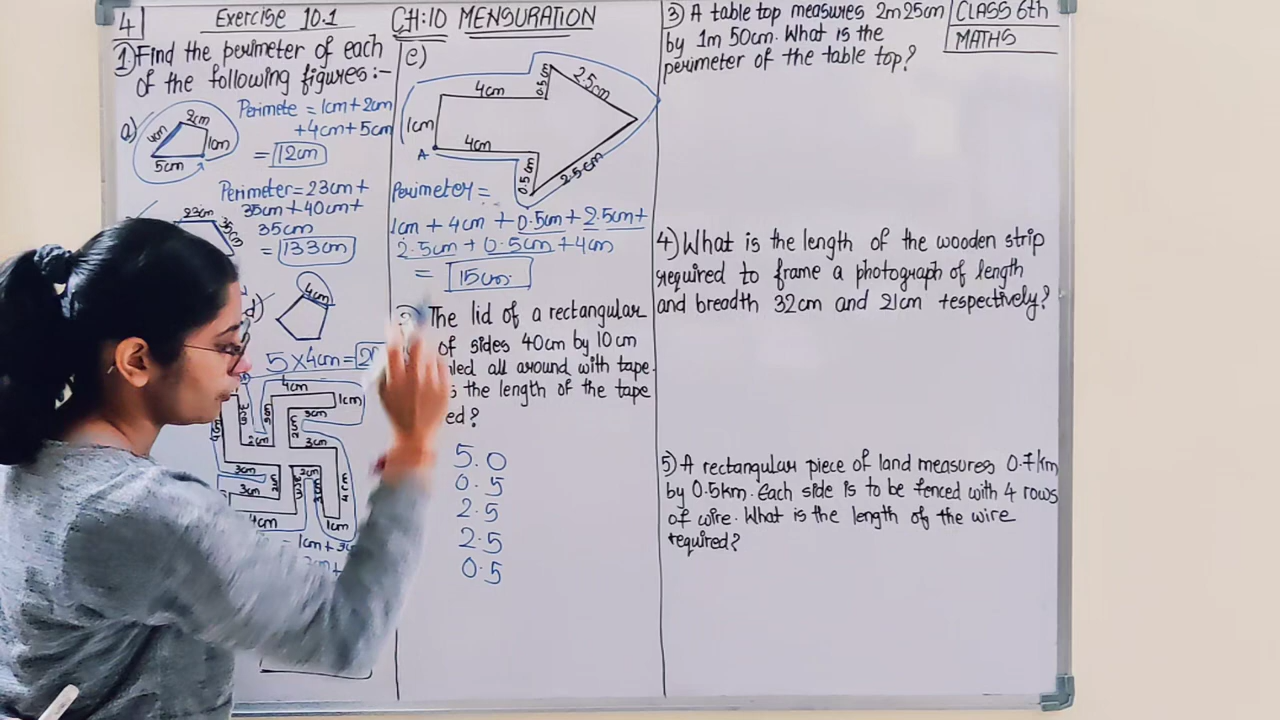 4
Exercise 10.1
CH:10 MENSURATION
CLASS 6th
MATHS
1) Find the perimeter of each
of the following figures:-
a)
2cm
4cm
1cm
5cm
Perimete = 1cm+2cm
+4cm+5cm
= 12cm
Perimeter=23cm+
35cm+40cm+
35cm
= 133cm
23cm
35cm
d)
4cm
5×4cm=
4cm
1cm
3cm
2cm
2cm
3cm
3cm
2cm
3cm
4cm
4cm
1cm
= 1cm+3c
e)
4cm
0.5cm
2.5cm
1cm
4cm
A
0.5cm
2.5cm
Perimeter =
1cm + 4cm + 0.5cm + 2.5cm +
2.5cm + 0.5cm + 4cm
= 15cm
The lid of a rectangular
of sides 40cm by 10cm
all around with tape.
the length of the tape
5.0
0.5
2.5
2.5
0.5
3) A table top measures 2m25cm
by 1m 50cm. What is the
perimeter of the table top?
4) What is the length of the wooden strip
required to frame a photograph of length
and breadth 32cm and 21cm respectively?
5) A rectangular piece of land measures 0.7km
by 0.5km. Each side is to be fenced with 4 rows
of wire. What is the length of the wire
required?